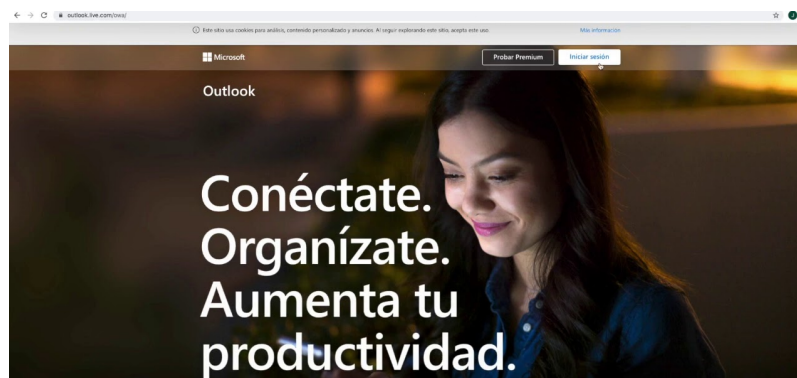 outlook.live.com/owa/
Este sitio usa cookies para análisis, contenido personalizado y anuncios. Al seguir explorando este sitio, acepta este uso.
Más información
Microsoft
Probar Premium
Iniciar sesión
Outlook
Conéctate.
Organízate.
Aumenta tu
productividad.
J